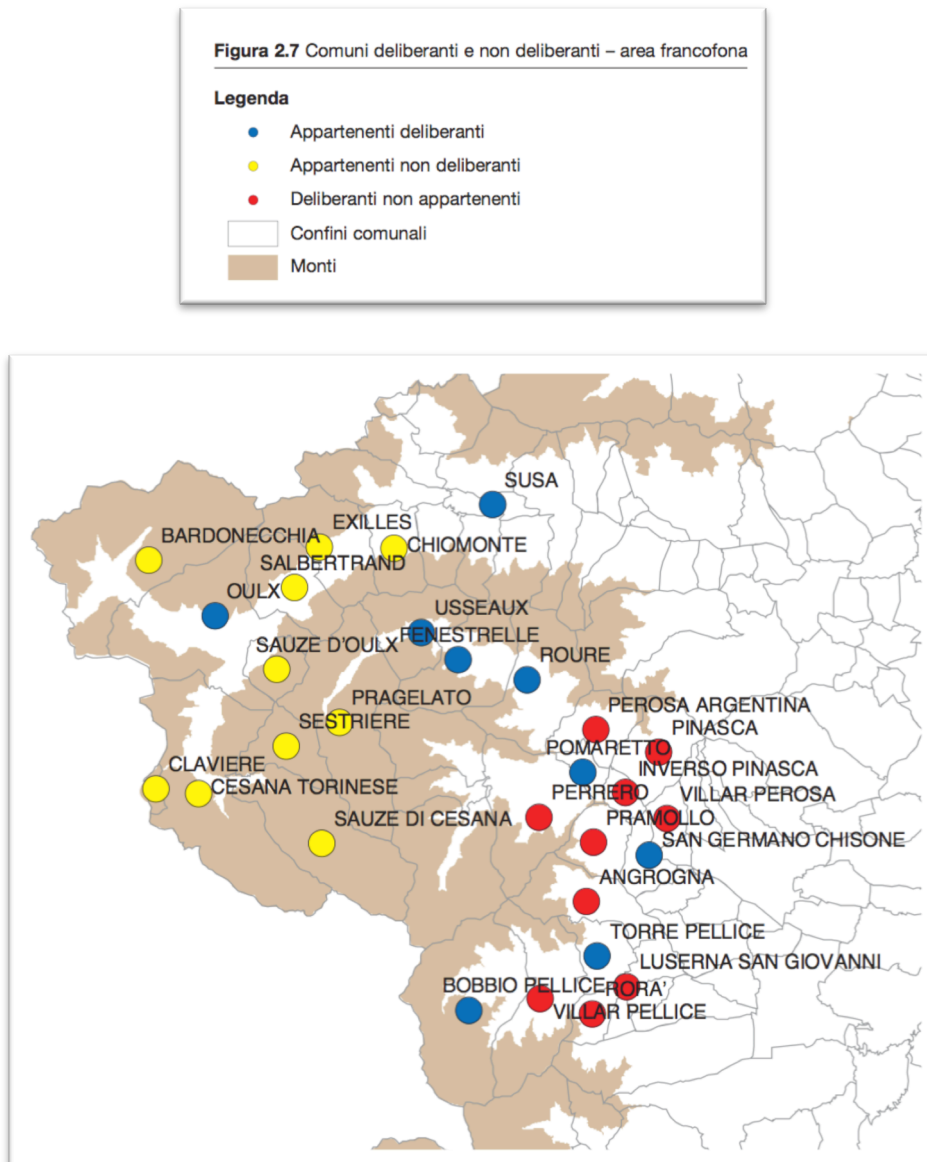 Figura 2.7 Comuni deliberanti e non deliberanti – area francofona
Legenda
Appartenenti deliberanti
Appartenenti non deliberanti
Deliberanti non appartenenti
Confini comunali
Monti
SUSA
EXILLES
BARDONECCHIA
CHIOMONTE
SALBERTRAND
OULX
USSEAUX
FENESTRELLE
SAUZE D'OULX
ROURE
PRAGELATO
PEROSA ARGENTINA
SESTRIERE
PINASCA
POMARETTO
CLAVIERE
INVERSO PINASCA
CESANA TORINESE
PERRERO
VILLAR PEROSA
SAUZE DI CESANA
PRAMOLLO
SAN GERMANO CHISONE
ANGROGNA
TORRE PELLICE
LUSERNA SAN GIOVANNI
BOBBIO PELLICE
RORA'
VILLAR PELLICE